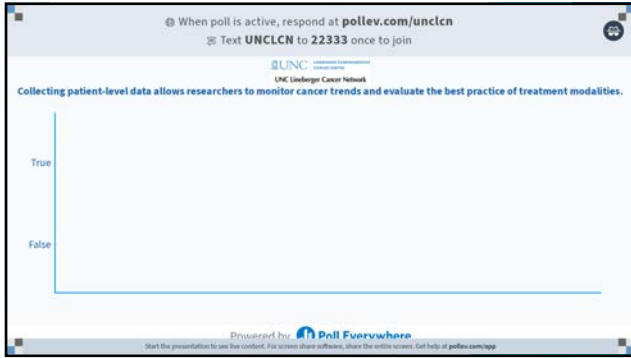 When poll is active, respond at pollev.com/unclcn
Text UNCLCN to 22333 once to join
UNC
UNC Lineberger Cancer Network
Collecting patient-level data allows researchers to monitor cancer trends and evaluate the best practice of treatment modalities.
True
False
Powered by Poll Everywhere
Start the presentation to see live content. For screen share software, share the entire screen. Get help at pollev.com/app